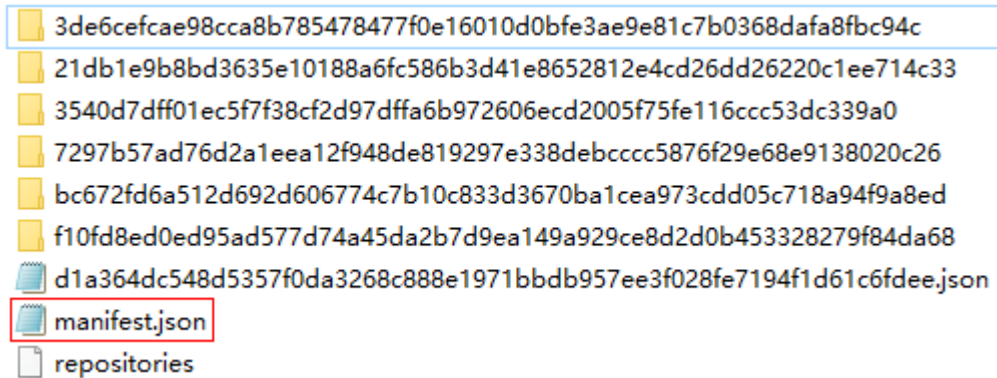 3de6cefcae98cca8b785478477f0e16010d0bfe3ae9e81c7b0368dafa8fbc94c
21db1e9b8bd3635e10188a6fc586b3d41e8652812e4cd26dd26220c1ee714c33
3540d7dff01ec5f7f38cf2d97dffa6b972606ecd2005f75fe116ccc53dc339a0
7297b57ad76d2a1eea12f948de819297e338debcccc5876f29e68e9138020c26
bc672fd6a512d692d606774c7b10c833d3670ba1cea973cdd05c718a94f9a8ed
f10fd8ed0ed95ad577d74a45da2b7d9ea149a929ce8d2d0b453328279f84da68
d1a364dc548d5357f0da3268c888e1971bbdb957ee3f028fe7194f1d61c6fdee.json
manifest.json
repositories